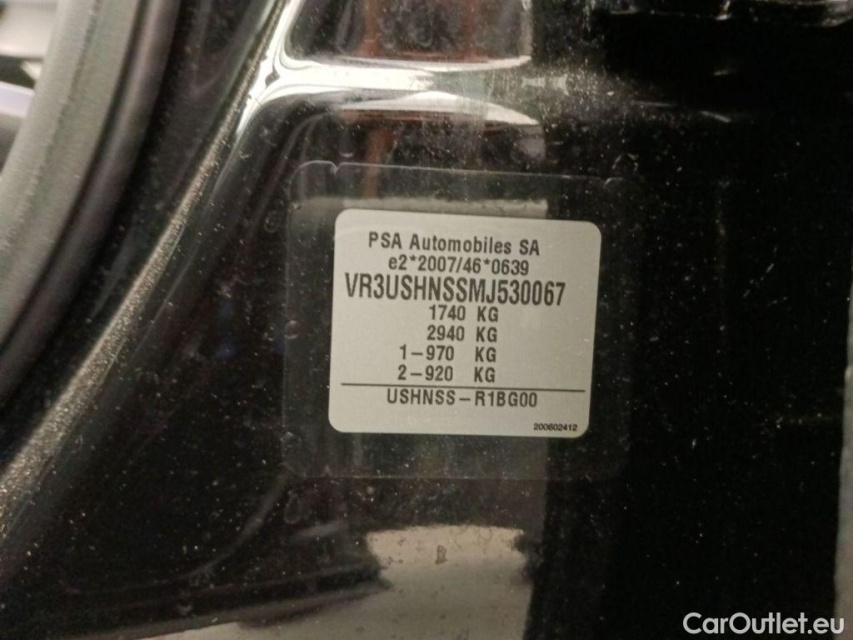 PSA Automobiles SA
e2*2007/46*0639
VR3USHNSSMJ530067
1740 KG
2940 KG
1-970 KG
2-920 KG
USHNSS-R1BG00
200602412
CarOutlet.eu